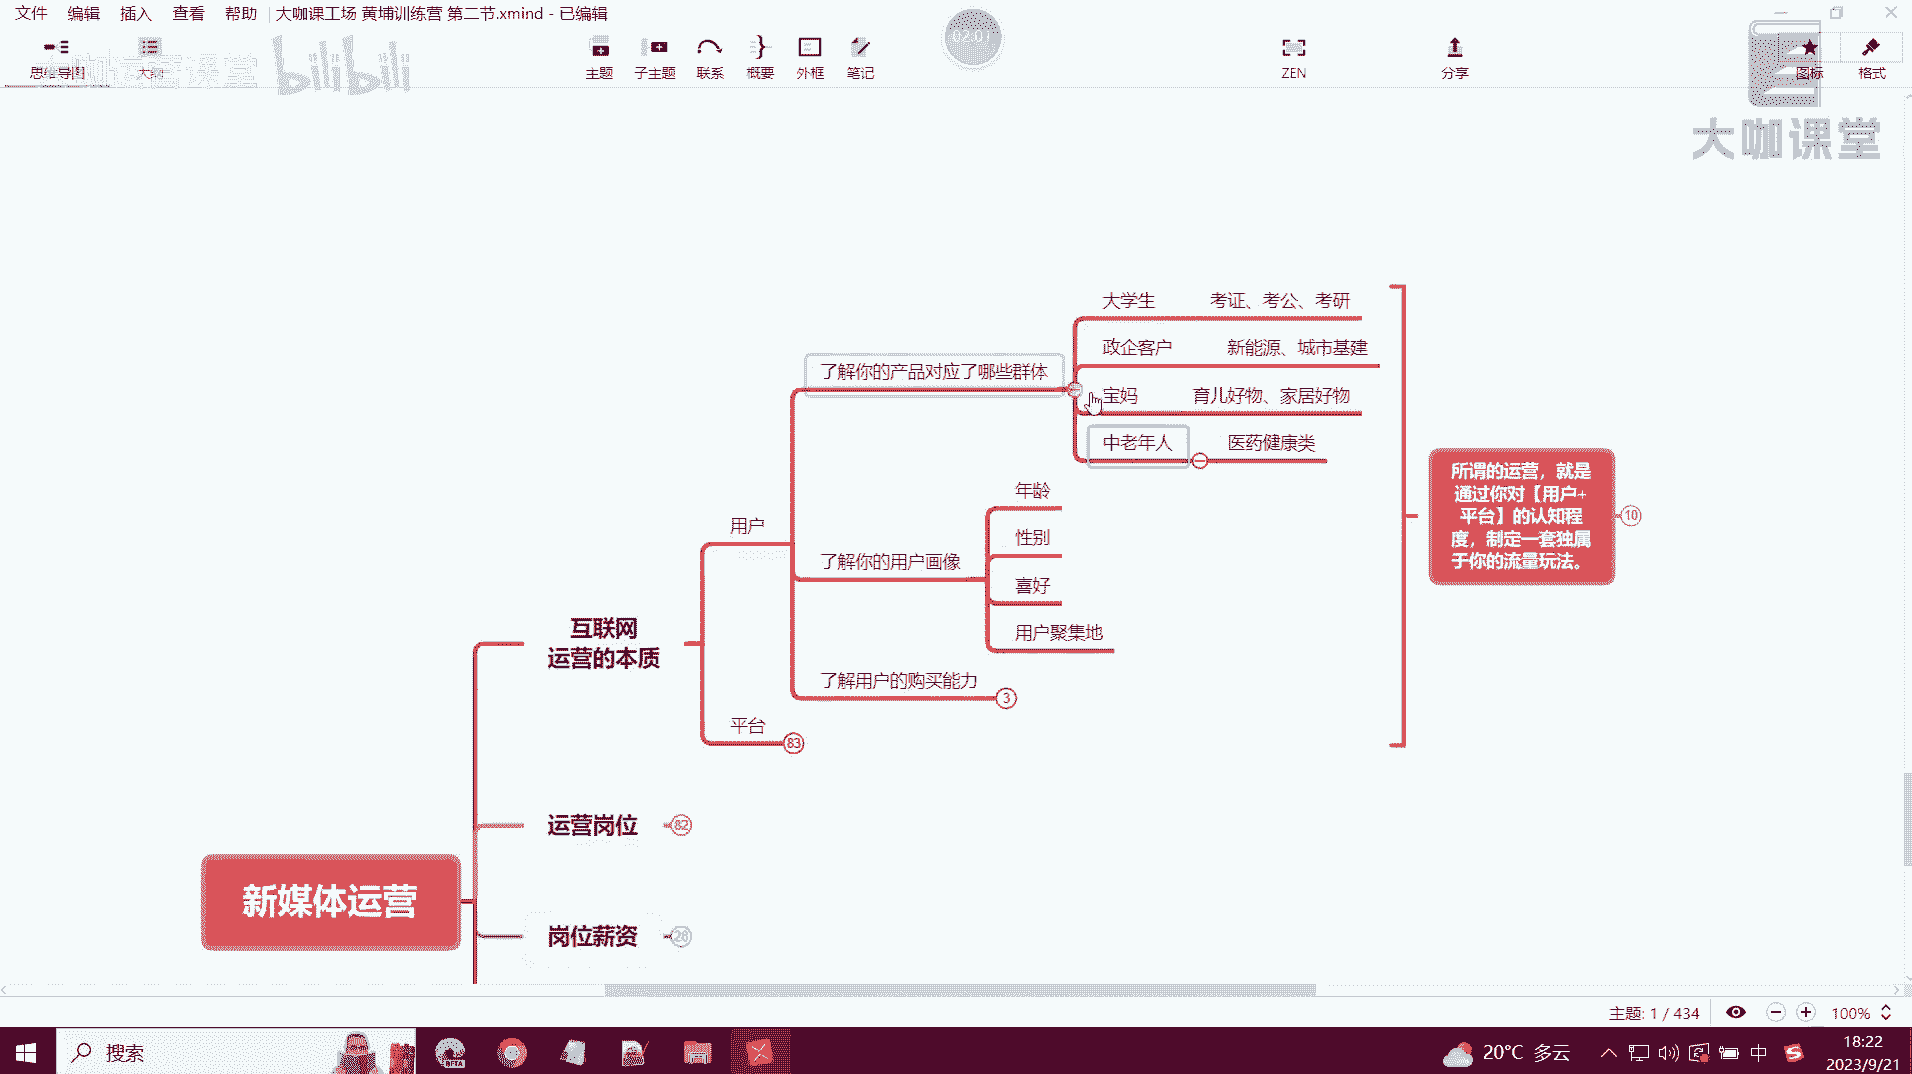 文件 编辑 插入 查看 帮助 大咖课工场 黄埔训练营 第二节.xmind - 已编辑
思维导图 大纲 主题 子主题 联系 概要 外框 笔记 ZEN 分享 图标 格式
大咖运营课堂 bilibili
02:01
大咖课堂
大学生 考证、考公、考研
政企客户 新能源、城市基建
了解你的产品对应了哪些群体
宝妈 育儿好物、家居好物
中老年人 医药健康类
所谓的运营，就是
通过你对【用户+
平台】的认知程
度，制定一套独属
于你的流量玩法。
10
年龄
用户
性别
了解你的用户画像
喜好
用户聚集地
互联网
运营的本质
了解用户的购买能力 3
平台 83
运营岗位 82
新媒体运营
岗位薪资 28
主题: 1 / 434 100%
搜索 BETA 20°C 多云 中 18:22
2023/9/21